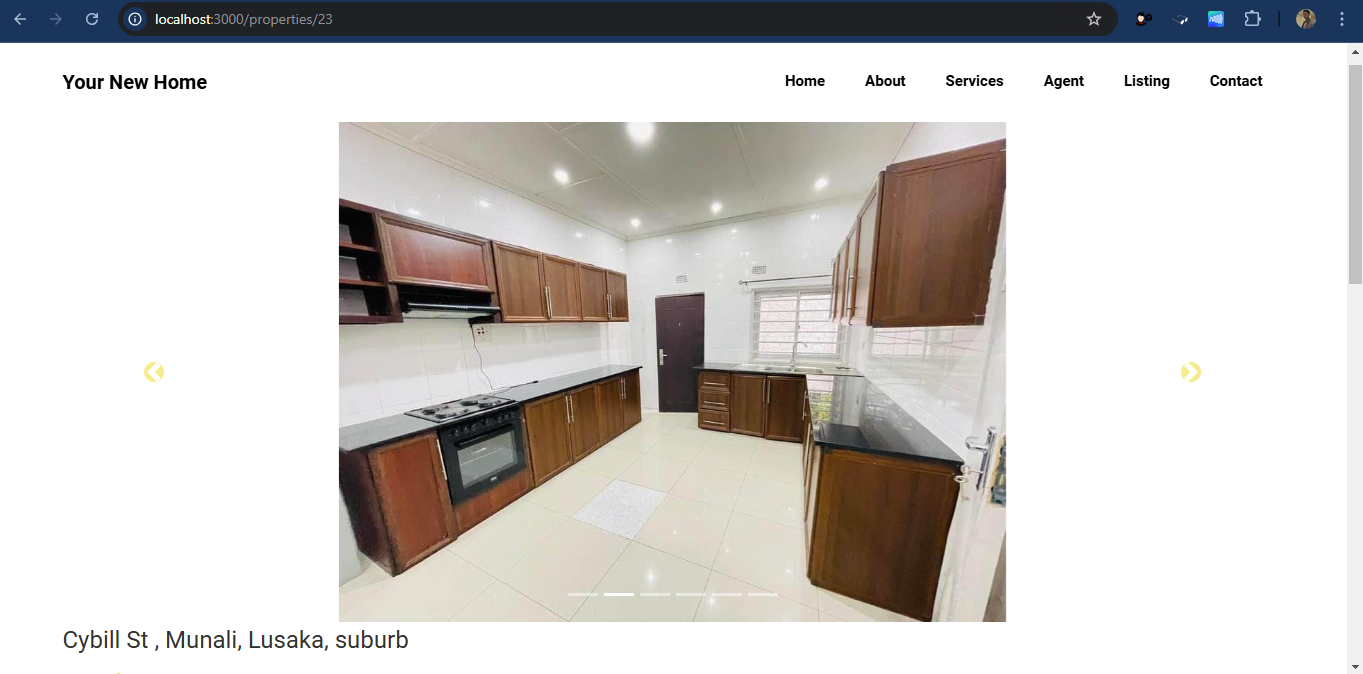 localhost:3000/properties/23
Your New Home
Home About Services Agent Listing Contact
Cybill St , Munali, Lusaka, suburb